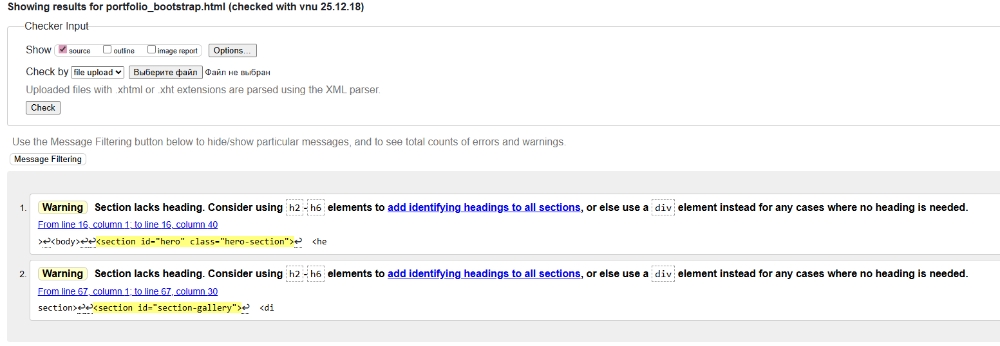 Showing results for portfolio_bootstrap.html (checked with vnu 25.12.18)
Checker Input
Show source outline image report Options...
Check by file upload Выберите файл Файл не выбран
Uploaded files with .xhtml or .xht extensions are parsed using the XML parser.
Check
Use the Message Filtering button below to hide/show particular messages, and to see total counts of errors and warnings.
Message Filtering
1. Warning Section lacks heading. Consider using h2-h6 elements to add identifying headings to all sections, or else use a div element instead for any cases where no heading is needed.
From line 16, column 1; to line 16, column 40
>↩<body>↩↩<section id="hero" class="hero-section">↩ <he
2. Warning Section lacks heading. Consider using h2-h6 elements to add identifying headings to all sections, or else use a div element instead for any cases where no heading is needed.
From line 67, column 1; to line 67, column 30
section>↩↩<section id="section-gallery">↩ <di